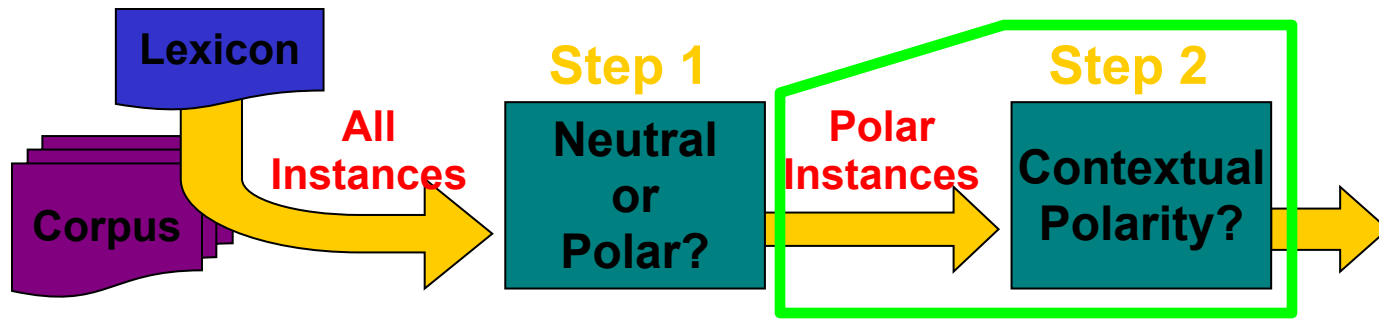 Lexicon
Corpus
All
Instances
Step 1
Neutral
or
Polar?
Polar
Instances
Step 2
Contextual
Polarity?